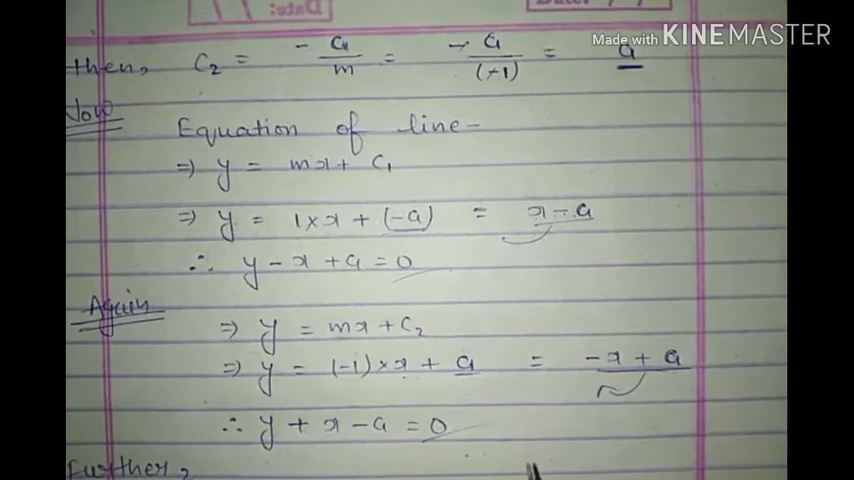 Made with KINEMASTER
then, C₂ = -a/m = -a/(-1) = a
Now
Equation of line -
⇒ y = mx + C₁
⇒ y = 1 × x + (-a) = x - a
∴ y - x + a = 0
Again
⇒ y = mx + C₂
⇒ y = (-1) × x + a = -x + a
∴ y + x - a = 0
Further,